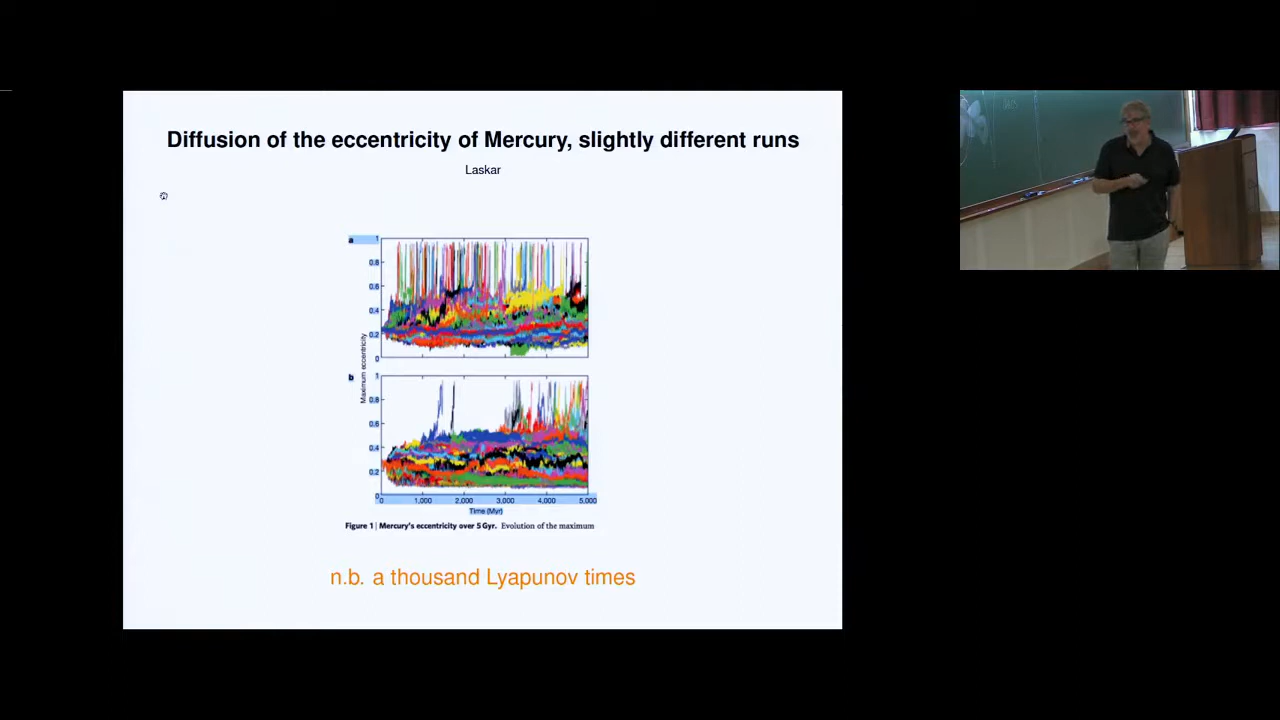 Diffusion of the eccentricity of Mercury, slightly different runs
Laskar
a
1
0.8
0.6
0.4
0.2
0
b
1
0.8
0.6
0.4
0.2
0
Maximum eccentricity
0 1,000 2,000 3,000 4,000 5,000
Time (Myr)
Figure 1 | Mercury's eccentricity over 5 Gyr. Evolution of the maximum
n.b. a thousand Lyapunov times